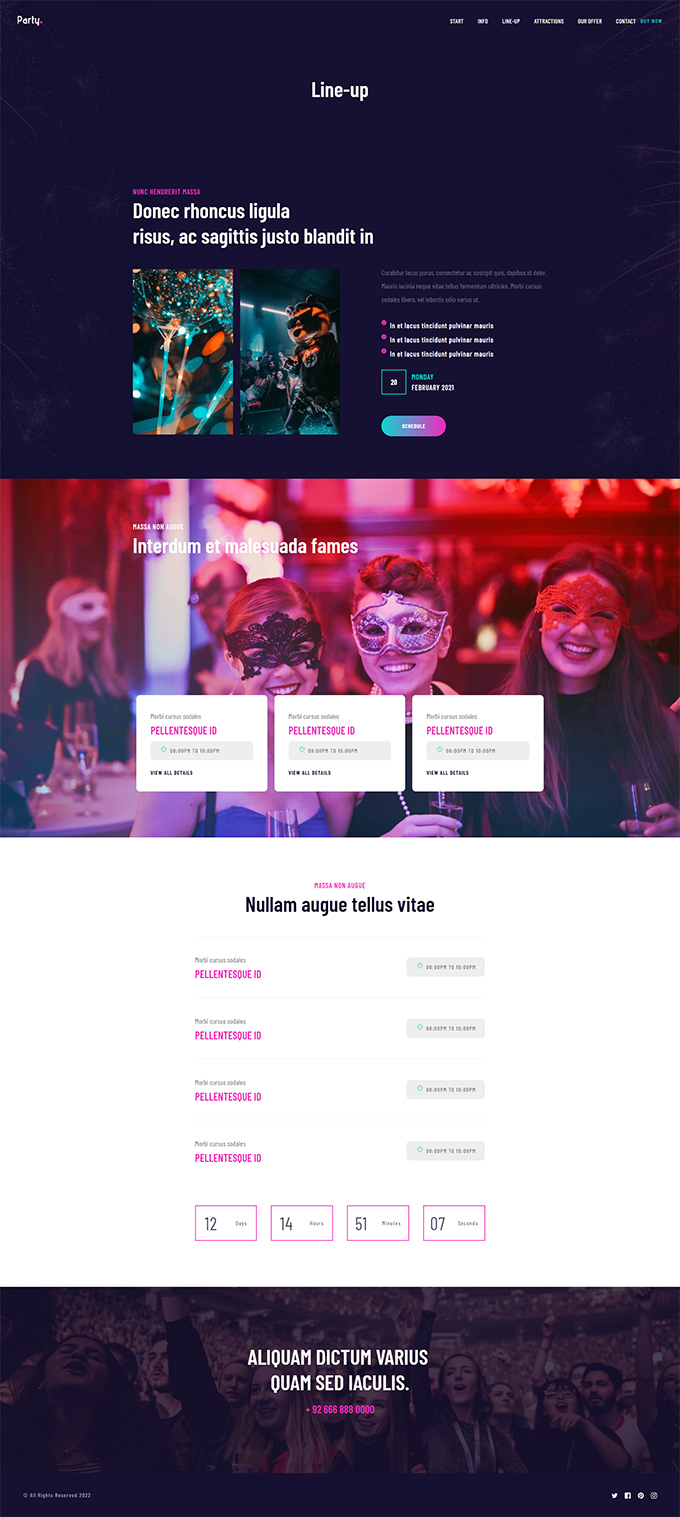 Party.
START INFO LINE-UP ATTRACTIONS OUR OFFER CONTACT BUY NOW
Line-up
NUNC HENDRERIT MASSA
Donec rhoncus ligula
risus, ac sagittis justo blandit in
Curabitur lacus purus, consectetur ac suscipit quis, dapibus id dolor.
Mauris lacinia neque vitae tellus fermentum ultricies. Morbi cursus
sodales libero, vel lobortis odio varius at.
In et lacus tincidunt pulvinar mauris
In et lacus tincidunt pulvinar mauris
In et lacus tincidunt pulvinar mauris
20
MONDAY
FEBRUARY 2021
SCHEDULE
MASSA NON AUGUE
Interdum et malesuada fames
Morbi cursus sodales
PELLENTESQUE ID
08:00PM TO 10:00PM
VIEW ALL DETAILS
Morbi cursus sodales
PELLENTESQUE ID
08:00PM TO 10:00PM
VIEW ALL DETAILS
Morbi cursus sodales
PELLENTESQUE ID
08:00PM TO 10:00PM
VIEW ALL DETAILS
MASSA NON AUGUE
Nullam augue tellus vitae
Morbi cursus sodales
PELLENTESQUE ID
08:00PM TO 10:00PM
Morbi cursus sodales
PELLENTESQUE ID
08:00PM TO 10:00PM
Morbi cursus sodales
PELLENTESQUE ID
08:00PM TO 10:00PM
Morbi cursus sodales
PELLENTESQUE ID
08:00PM TO 10:00PM
12 Days
14 Hours
51 Minutes
07 Seconds
ALIQUAM DICTUM VARIUS
QUAM SED IACULIS.
+ 92 666 888 0000
© All Rights Reserved 2022